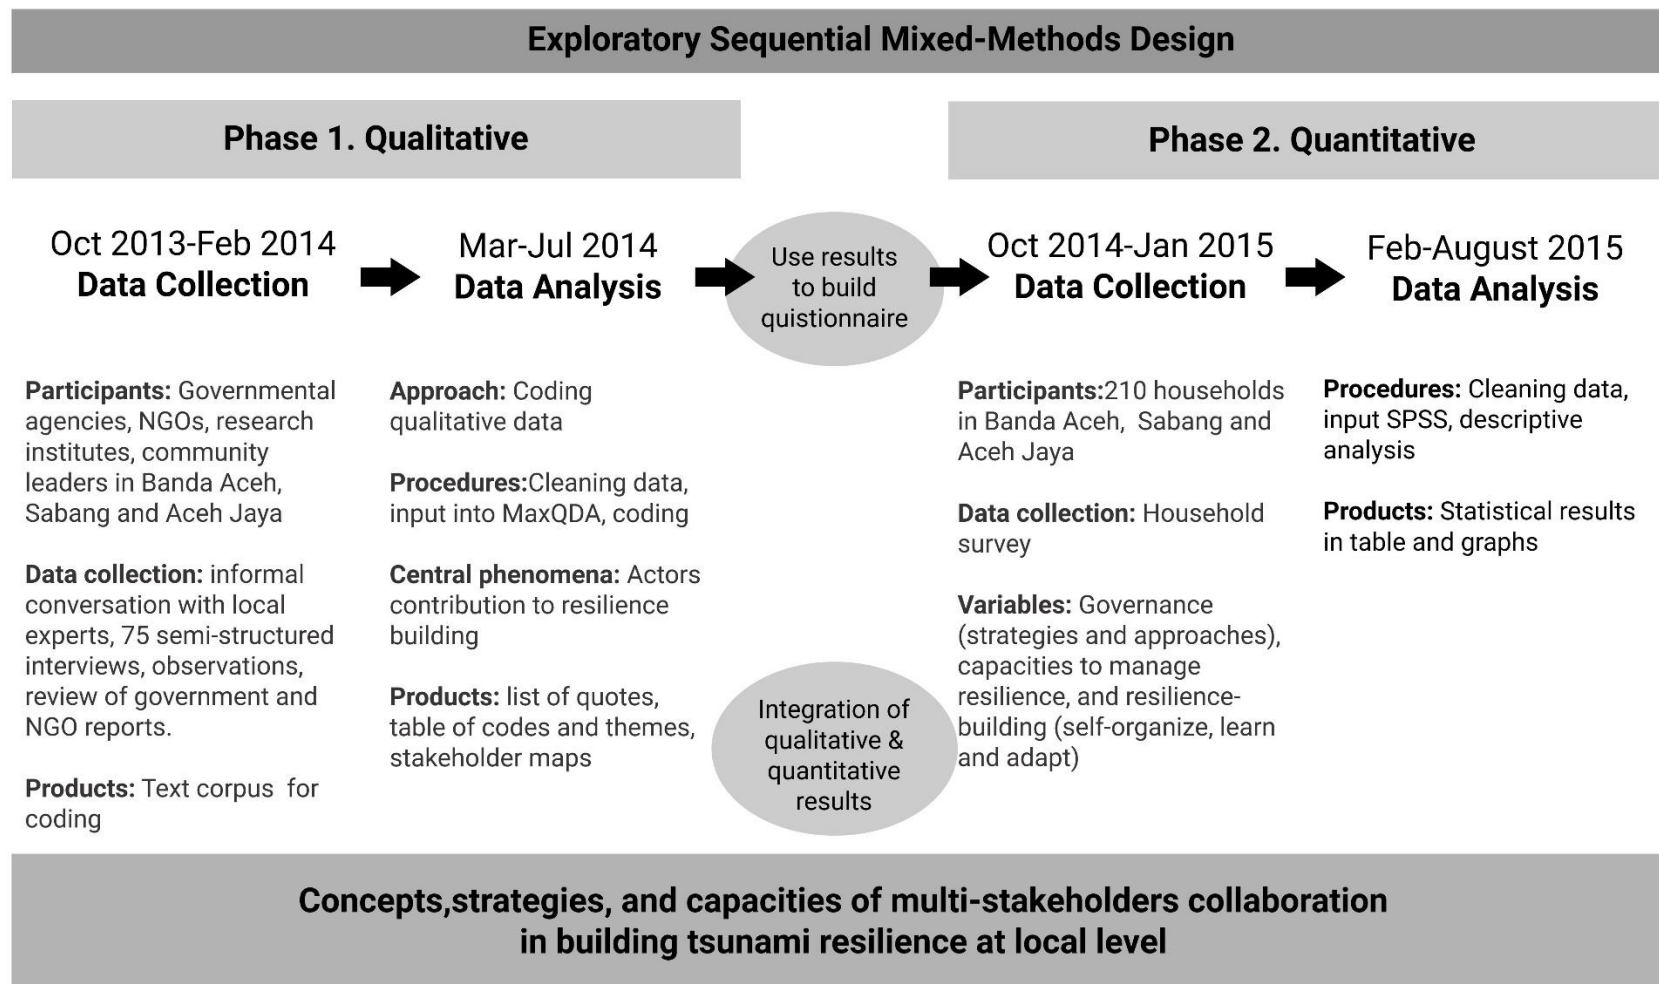 Exploratory Sequential Mixed-Methods Design
Phase 1. Qualitative
Phase 2. Quantitative
Oct 2013-Feb 2014
Data Collection
Mar-Jul 2014
Data Analysis
Use results
to build
quistionnaire
Oct 2014-Jan 2015
Data Collection
Feb-August 2015
Data Analysis
Participants: Governmental
agencies, NGOs, research
institutes, community
leaders in Banda Aceh,
Sabang and Aceh Jaya
Data collection: informal
conversation with local
experts, 75 semi-structured
interviews, observations,
review of government and
NGO reports.
Products: Text corpus for
coding
Approach: Coding
qualitative data
Procedures:Cleaning data,
input into MaxQDA, coding
Central phenomena: Actors
contribution to resilience
building
Products: list of quotes,
table of codes and themes,
stakeholder maps
Integration of
qualitative &
quantitative
results
Participants:210 households
in Banda Aceh, Sabang and
Aceh Jaya
Data collection: Household
survey
Variables: Governance
(strategies and approaches),
capacities to manage
resilience, and resilience-
building (self-organize, learn
and adapt)
Procedures: Cleaning data,
input SPSS, descriptive
analysis
Products: Statistical results
in table and graphs
Concepts,strategies, and capacities of multi-stakeholders collaboration
in building tsunami resilience at local level